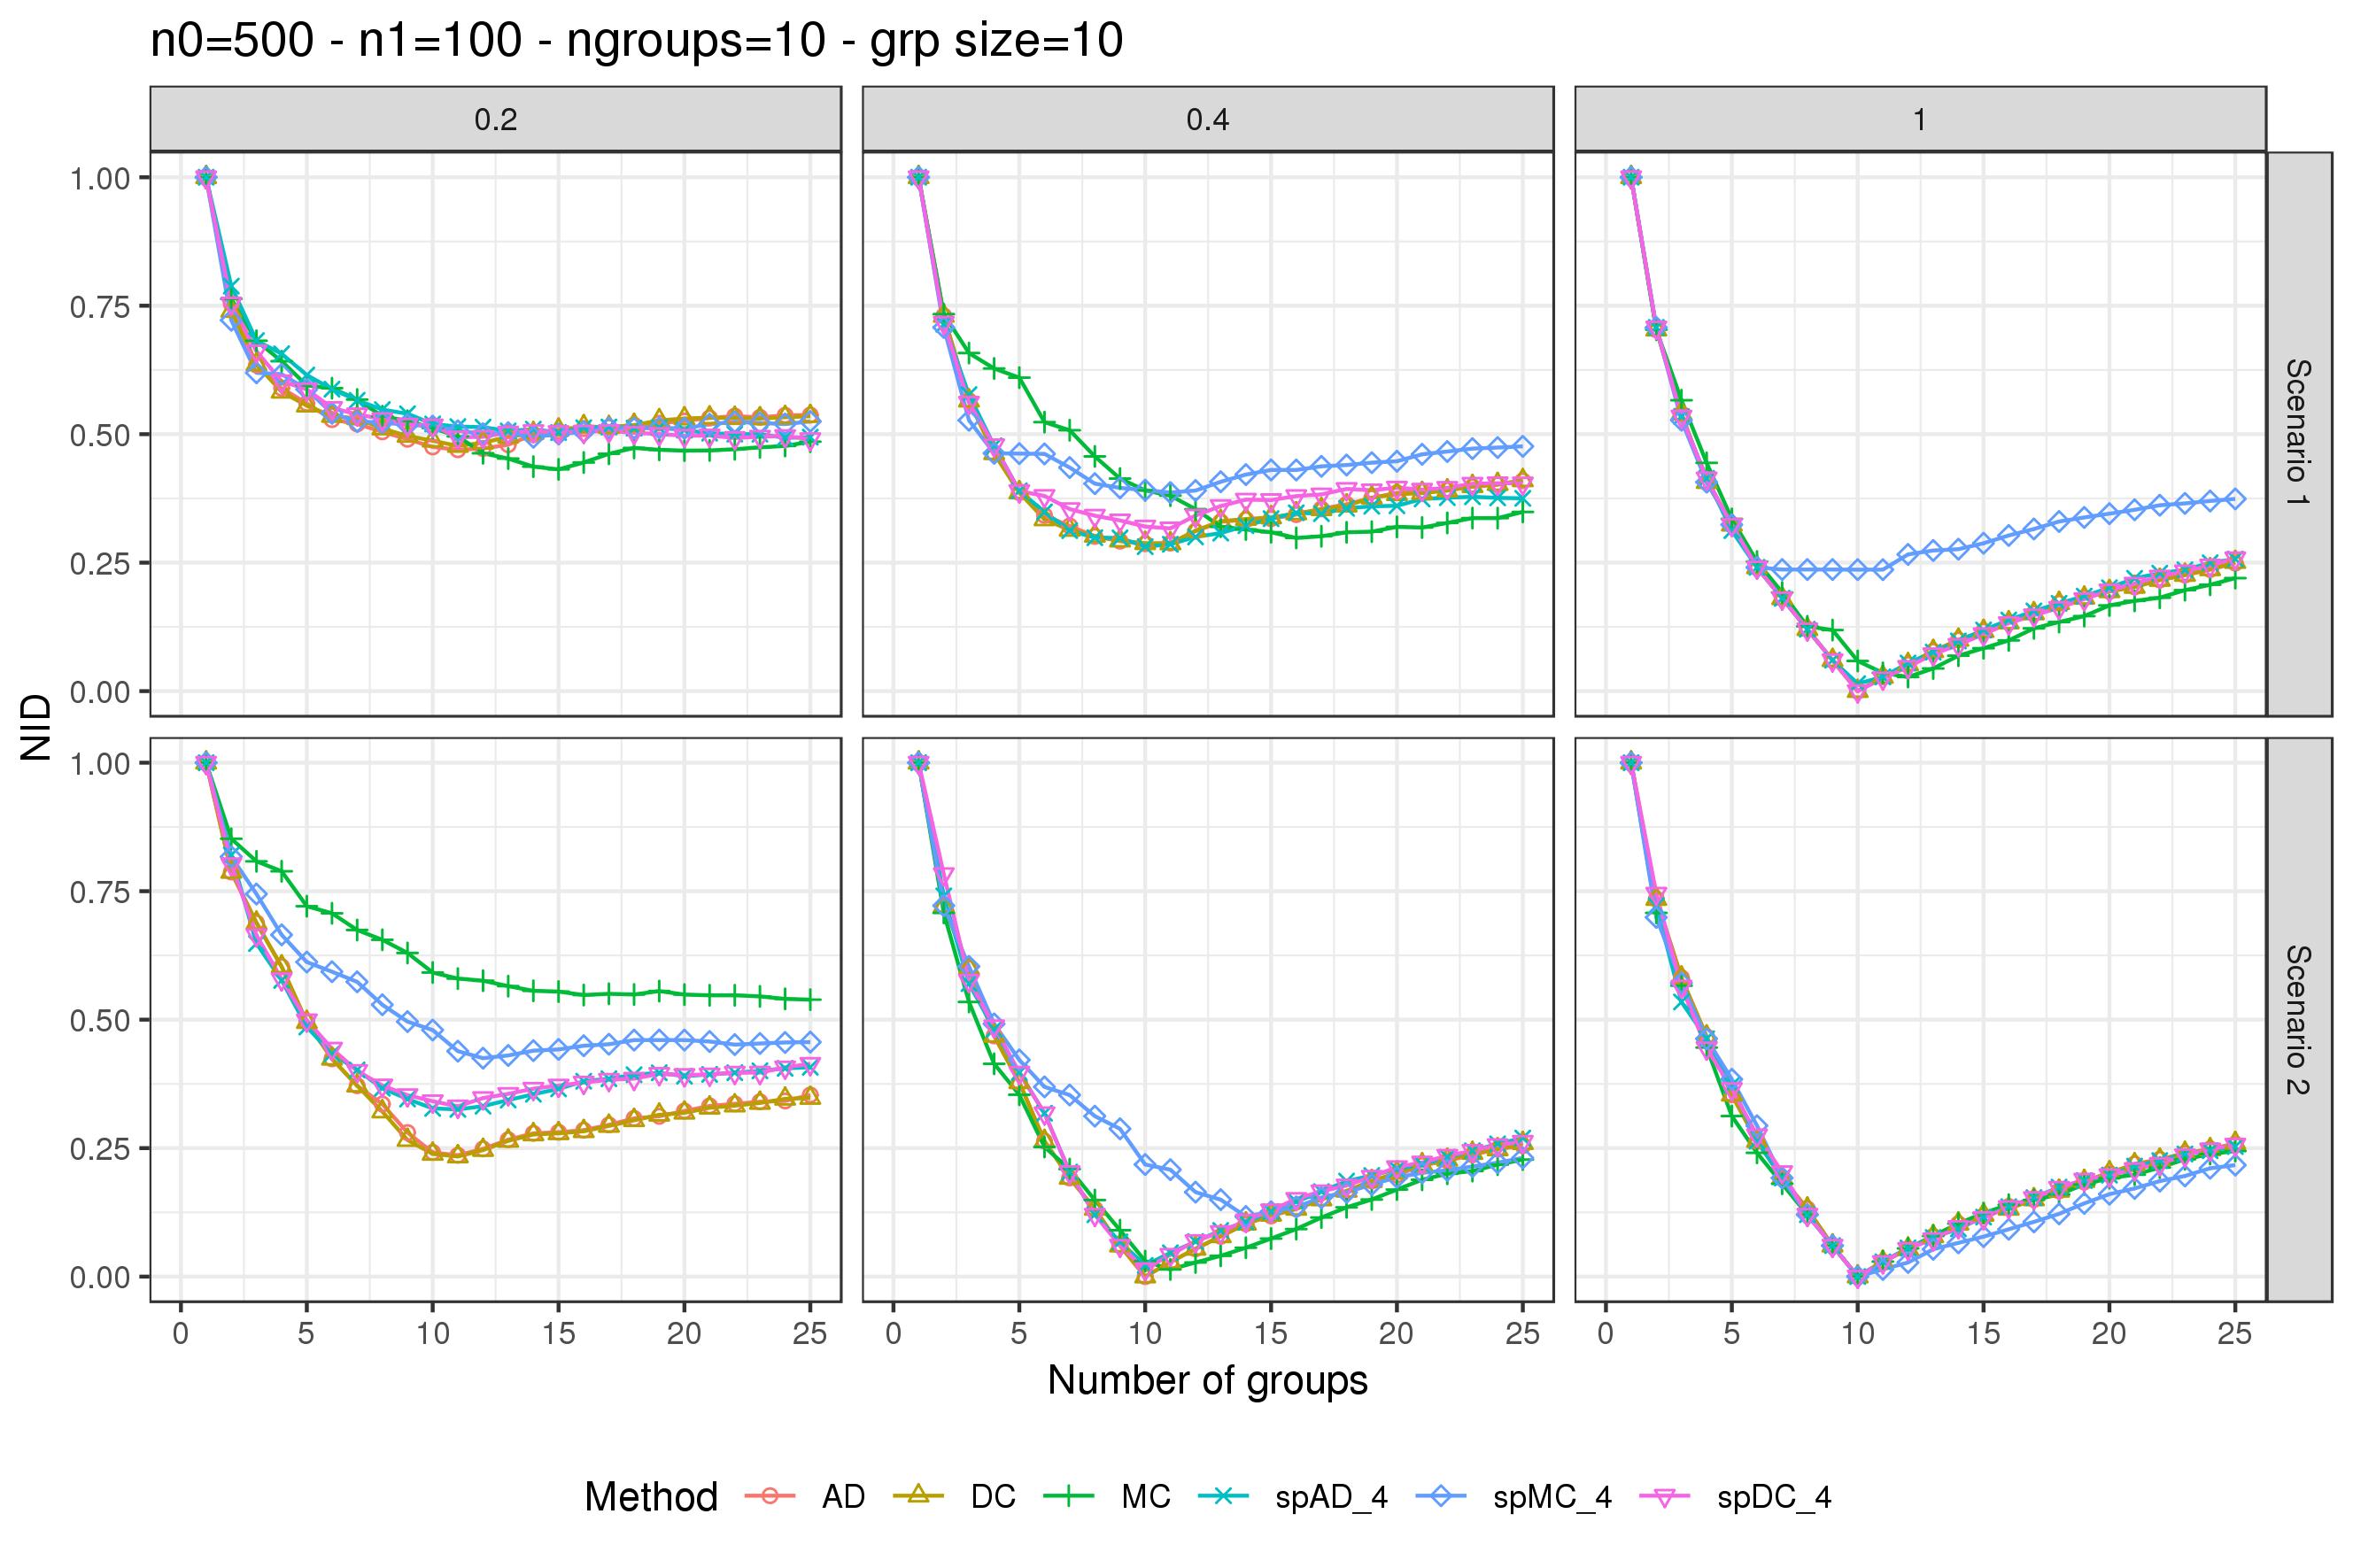 n0=500 - n1=100 - ngroups=10 - grp size=10
0.2 0.4 1
1.00
0.75
0.50
0.25
0.00
Scenario 1
NID
1.00
0.75
0.50
0.25
0.00
Scenario 2
0 5 10 15 20 25 0 5 10 15 20 25 0 5 10 15 20 25
Number of groups
Method AD DC MC spAD_4 spMC_4 spDC_4